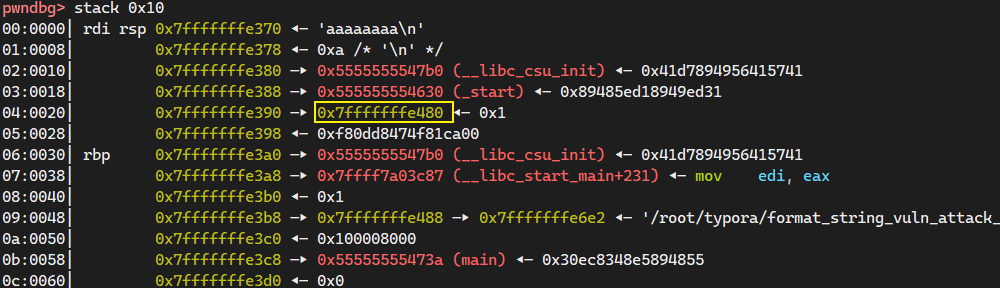 pwndbg> stack 0x10
00:0000│ rdi rsp 0x7fffffffe370 ◂— 'aaaaaaaa\n'
01:0008│ 0x7fffffffe378 ◂— 0xa /* '\n' */
02:0010│ 0x7fffffffe380 —▸ 0x5555555547b0 (__libc_csu_init) ◂— 0x41d7894956415741
03:0018│ 0x7fffffffe388 —▸ 0x555555554630 (_start) ◂— 0x89485ed18949ed31
04:0020│ 0x7fffffffe390 —▸ 0x7fffffffe480 ◂— 0x1
05:0028│ 0x7fffffffe398 ◂— 0xf80dd8474f81ca00
06:0030│ rbp 0x7fffffffe3a0 —▸ 0x5555555547b0 (__libc_csu_init) ◂— 0x41d7894956415741
07:0038│ 0x7fffffffe3a8 —▸ 0x7ffff7a03c87 (__libc_start_main+231) ◂— mov edi, eax
08:0040│ 0x7fffffffe3b0 ◂— 0x1
09:0048│ 0x7fffffffe3b8 —▸ 0x7fffffffe488 —▸ 0x7fffffffe6e2 ◂— '/root/typora/format_string_vuln_attack_
0a:0050│ 0x7fffffffe3c0 ◂— 0x100008000
0b:0058│ 0x7fffffffe3c8 —▸ 0x55555555473a (main) ◂— 0x30ec8348e5894855
0c:0060│ 0x7fffffffe3d0 ◂— 0x0